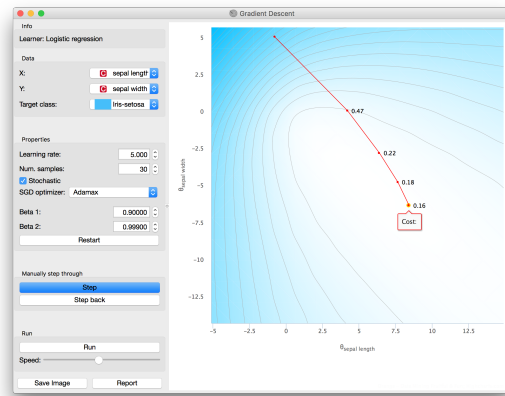 Gradient Descent
Info
Learner: Logistic regression
Data
X: C sepal length
Y: C sepal width
Target class: Iris-setosa
Properties
Learning rate: 5.000
Num. samples: 30
Stochastic
SGD optimizer: Adamax
Beta 1: 0.90000
Beta 2: 0.99900
Restart
Manually step through
Step
Step back
Run
Run
Speed:
Save Image Report
5
2.5
0
-2.5
-5
-7.5
-10
-12.5
θsepal width
0.47
0.22
0.18
0.16
Cost:
-5 -2.5 0 2.5 5 7.5 10 12.5
θsepal length